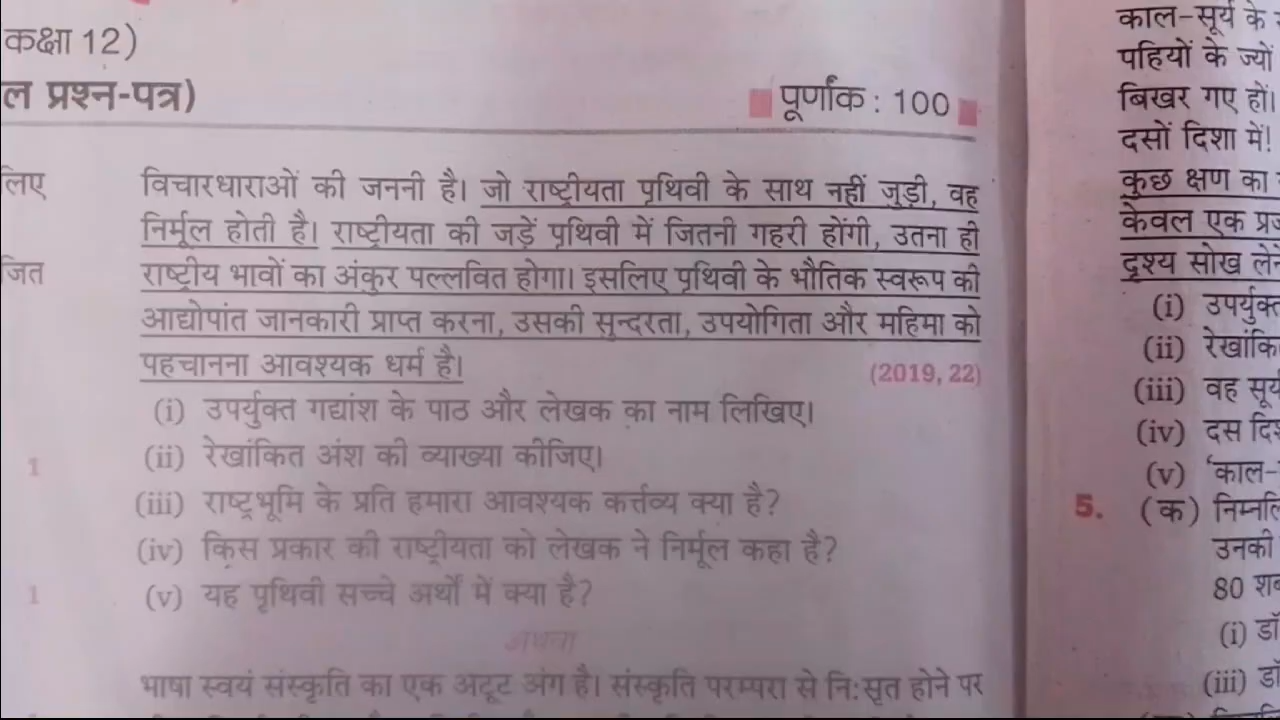 कक्षा 12)
ल प्रश्न-पत्र)
पूर्णांक : 100
लिए
जित
1
1
विचारधाराओं की जननी है। जो राष्ट्रीयता पृथिवी के साथ नहीं जुड़ी, वह
निर्मूल होती है। राष्ट्रीयता की जड़ें पृथिवी में जितनी गहरी होंगी, उतना ही
राष्ट्रीय भावों का अंकुर पल्लवित होगा। इसलिए पृथिवी के भौतिक स्वरूप की
आद्योपांत जानकारी प्राप्त करना, उसकी सुन्दरता, उपयोगिता और महिमा को
पहचानना आवश्यक धर्म है।
(2019, 22)
(i) उपर्युक्त गद्यांश के पाठ और लेखक का नाम लिखिए।
(ii) रेखांकित अंश की व्याख्या कीजिए।
(iii) राष्ट्रभूमि के प्रति हमारा आवश्यक कर्त्तव्य क्या है?
(iv) किस प्रकार की राष्ट्रीयता को लेखक ने निर्मूल कहा है?
(v) यह पृथिवी सच्चे अर्थों में क्या है?
अथवा
भाषा स्वयं संस्कृति का एक अटूट अंग है। संस्कृति परम्परा से नि:सृत होने पर
काल-सूर्य के
पहियों के ज्यों
बिखर गए हों।
दसों दिशा में!
कुछ क्षण का
केवल एक
दृश्य सोख
(i) उपर्युक्त
(ii)
(iii) वह
(iv) दस
(v) 'काल-
5. (क)
उनकी
80
(i) डॉ
(iii) डॉ